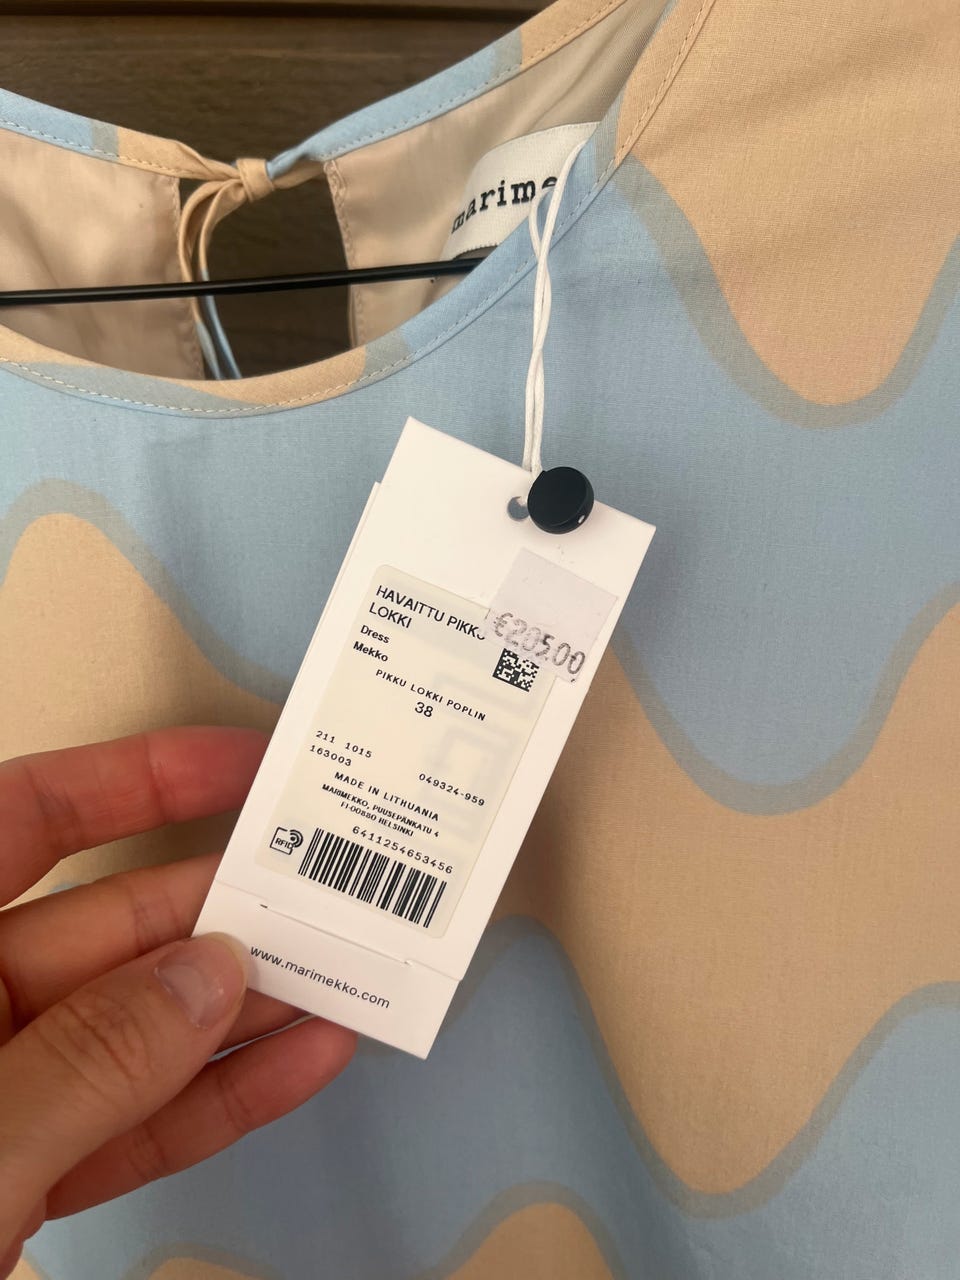 marime
HAVAITTU PIKKU
LOKKI
€205.00
Dress
Mekko
PIKKU LOKKI POPLIN
38
211 1015
163003
049324-959
MADE IN LITHUANIA
MARIMEKKO, PUUSEPÄNKATU 4
FI-00880 HELSINKI
RFID
6411254653456
www.marimekko.com